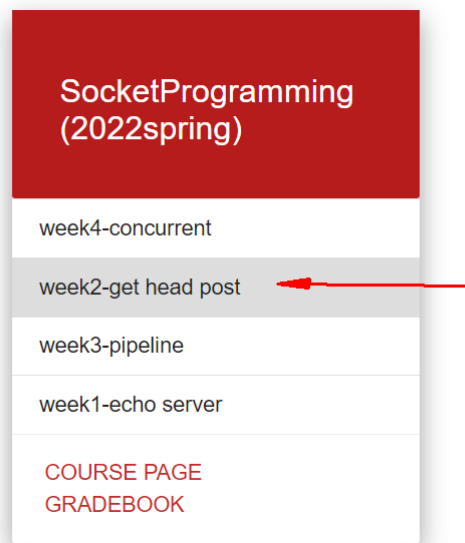 SocketProgramming
(2022spring)
week4-concurrent
week2-get head post
week3-pipeline
week1-echo server
COURSE PAGE
GRADEBOOK